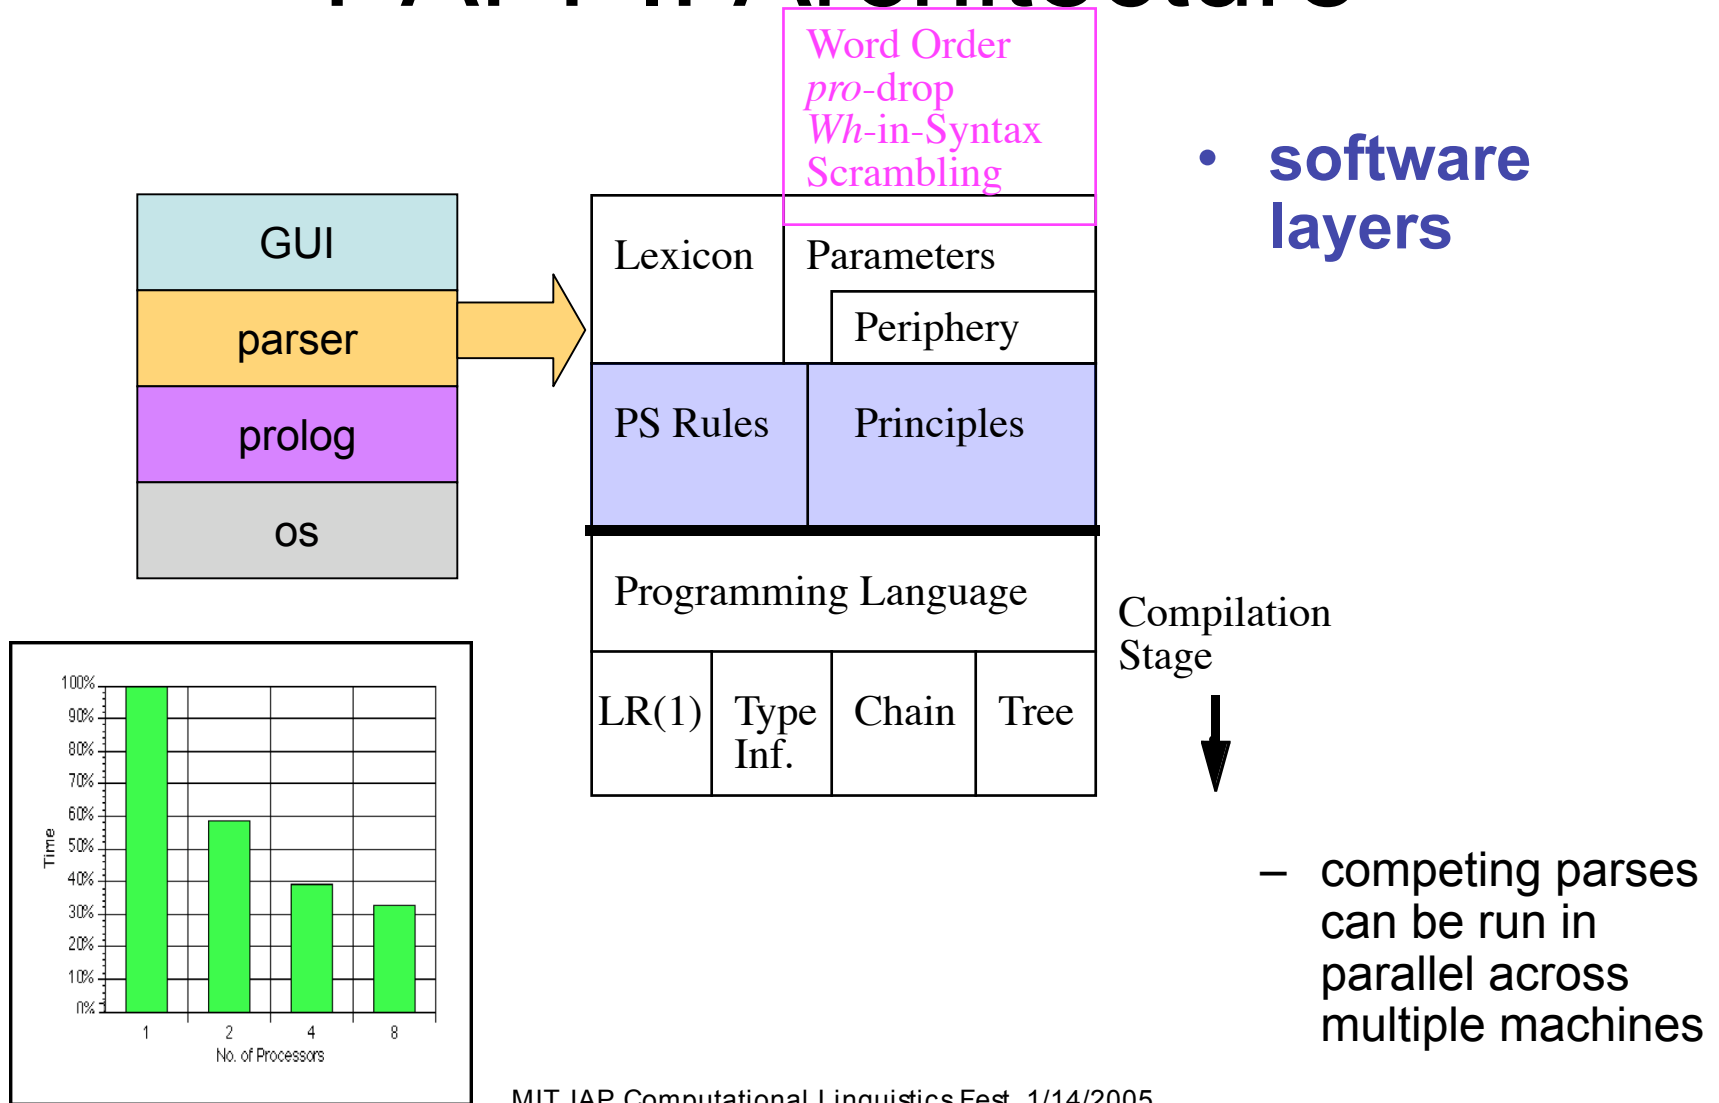 PAPPI: Architecture
Word Order
pro-drop
Wh-in-Syntax
Scrambling
• software
layers
GUI
parser
prolog
os
Lexicon
Parameters
Periphery
PS Rules
Principles
Programming Language
LR(1)
Type
Inf.
Chain
Tree
Compilation
Stage
100%
90%
80%
70%
60%
50%
40%
30%
20%
10%
0%
Time
1
2
4
8
No. of Processors
– competing parses
can be run in
parallel across
multiple machines
MIT IAP Computational Linguistics Fest, 1/14/2005